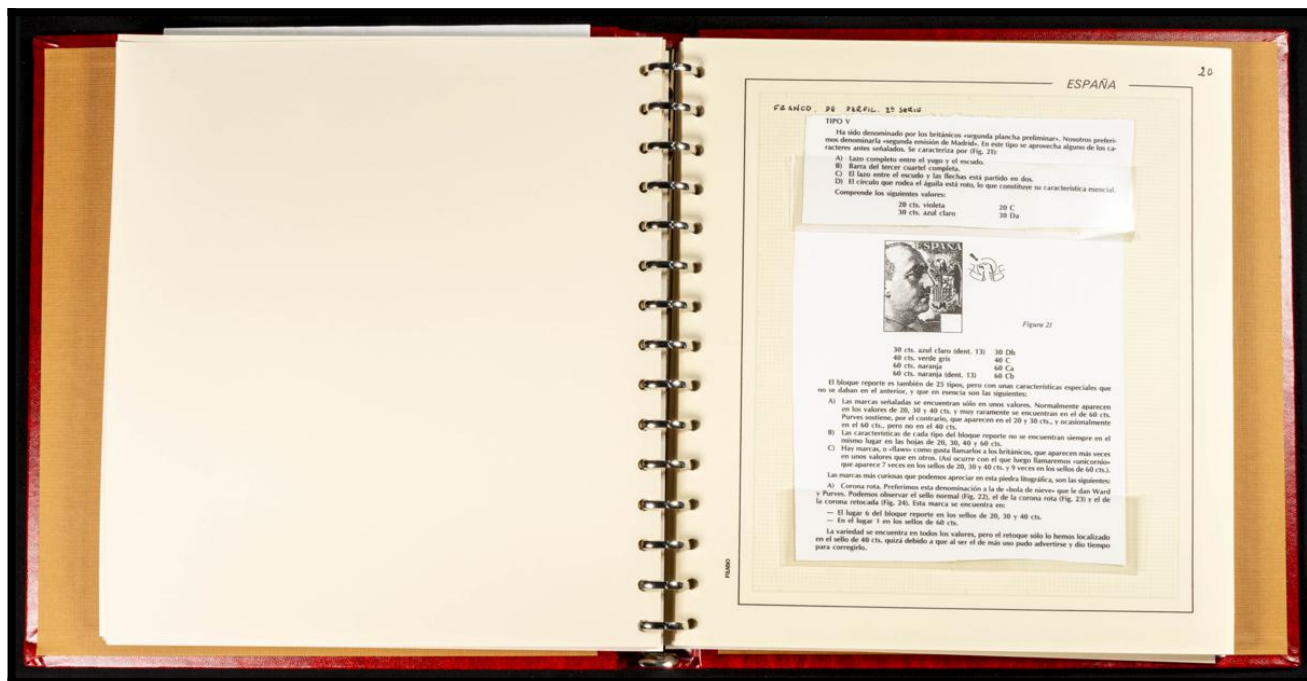 20
ESPAÑA
FRANCO. DE PERFIL. 2ª SERIE
TIPO V
Ha sido denominado por los británicos «segunda plancha preliminar». Nosotros preferi-
mos denominarla «segunda emisión de Madrid». En este tipo se aprovecha alguno de los ca-
racteres antes señalados. Se caracteriza por (Fig. 21):
A) Lazo completo entre el yugo y el escudo.
B) Barra del tercer cuartel completa.
C) El lazo entre el escudo y las flechas está partido en dos.
D) El círculo que rodea el águila está roto, lo que constituye su característica esencial.
Comprende los siguientes valores:
20 cts. violeta 20 C
30 cts. azul claro 30 Da
ESPAÑA
Figura 21
30 cts. azul claro (dent. 13) 30 Db
40 cts. verde gris 40 C
60 cts. naranja 60 Ca
60 cts. naranja (dent. 13) 60 Cb
El bloque reporte es también de 25 tipos, pero con unas características especiales que
no se daban en el anterior, y que en esencia son las siguientes:
A) Las marcas señaladas se encuentran sólo en unos valores. Normalmente aparecen
en los valores de 20, 30 y 40 cts. y muy raramente se encuentran en el de 60 cts.
Purves sostiene, por el contrario, que aparecen en el 20 y 30 cts., y ocasionalmente
en el 60 cts., pero no en el 40 cts.
B) Las características de cada tipo del bloque reporte no se encuentran siempre en el
mismo lugar en las hojas de 20, 30, 40 y 60 cts.
C) Hay marcas, o «flaws» como gusta llamarlos a los británicos, que aparecen más veces
en unos valores que en otros. (Así ocurre con el que luego llamaremos «unicornio»
que aparece 7 veces en los sellos de 20, 30 y 40 cts. y 9 veces en los sellos de 60 cts.).
Las marcas más curiosas que podemos apreciar en esta piedra litográfica, son las siguientes:
A) Corona rota. Preferimos esta denominación a la de «bola de nieve» que le dan Ward
y Purves. Podemos observar el sello normal (Fig. 22), el de la corona rota (Fig. 23) y el de
la corona retocada (Fig. 24). Esta marca se encuentra en:
— El lugar 6 del bloque reporte en los sellos de 20, 30 y 40 cts.
— En el lugar 1 en los sellos de 60 cts.
La variedad se encuentra en todos los valores, pero el retoque sólo lo hemos localizado
en el sello de 40 cts. quizá debido a que al ser el de más uso pudo advertirse y dio tiempo
para corregirlo.
FILABO